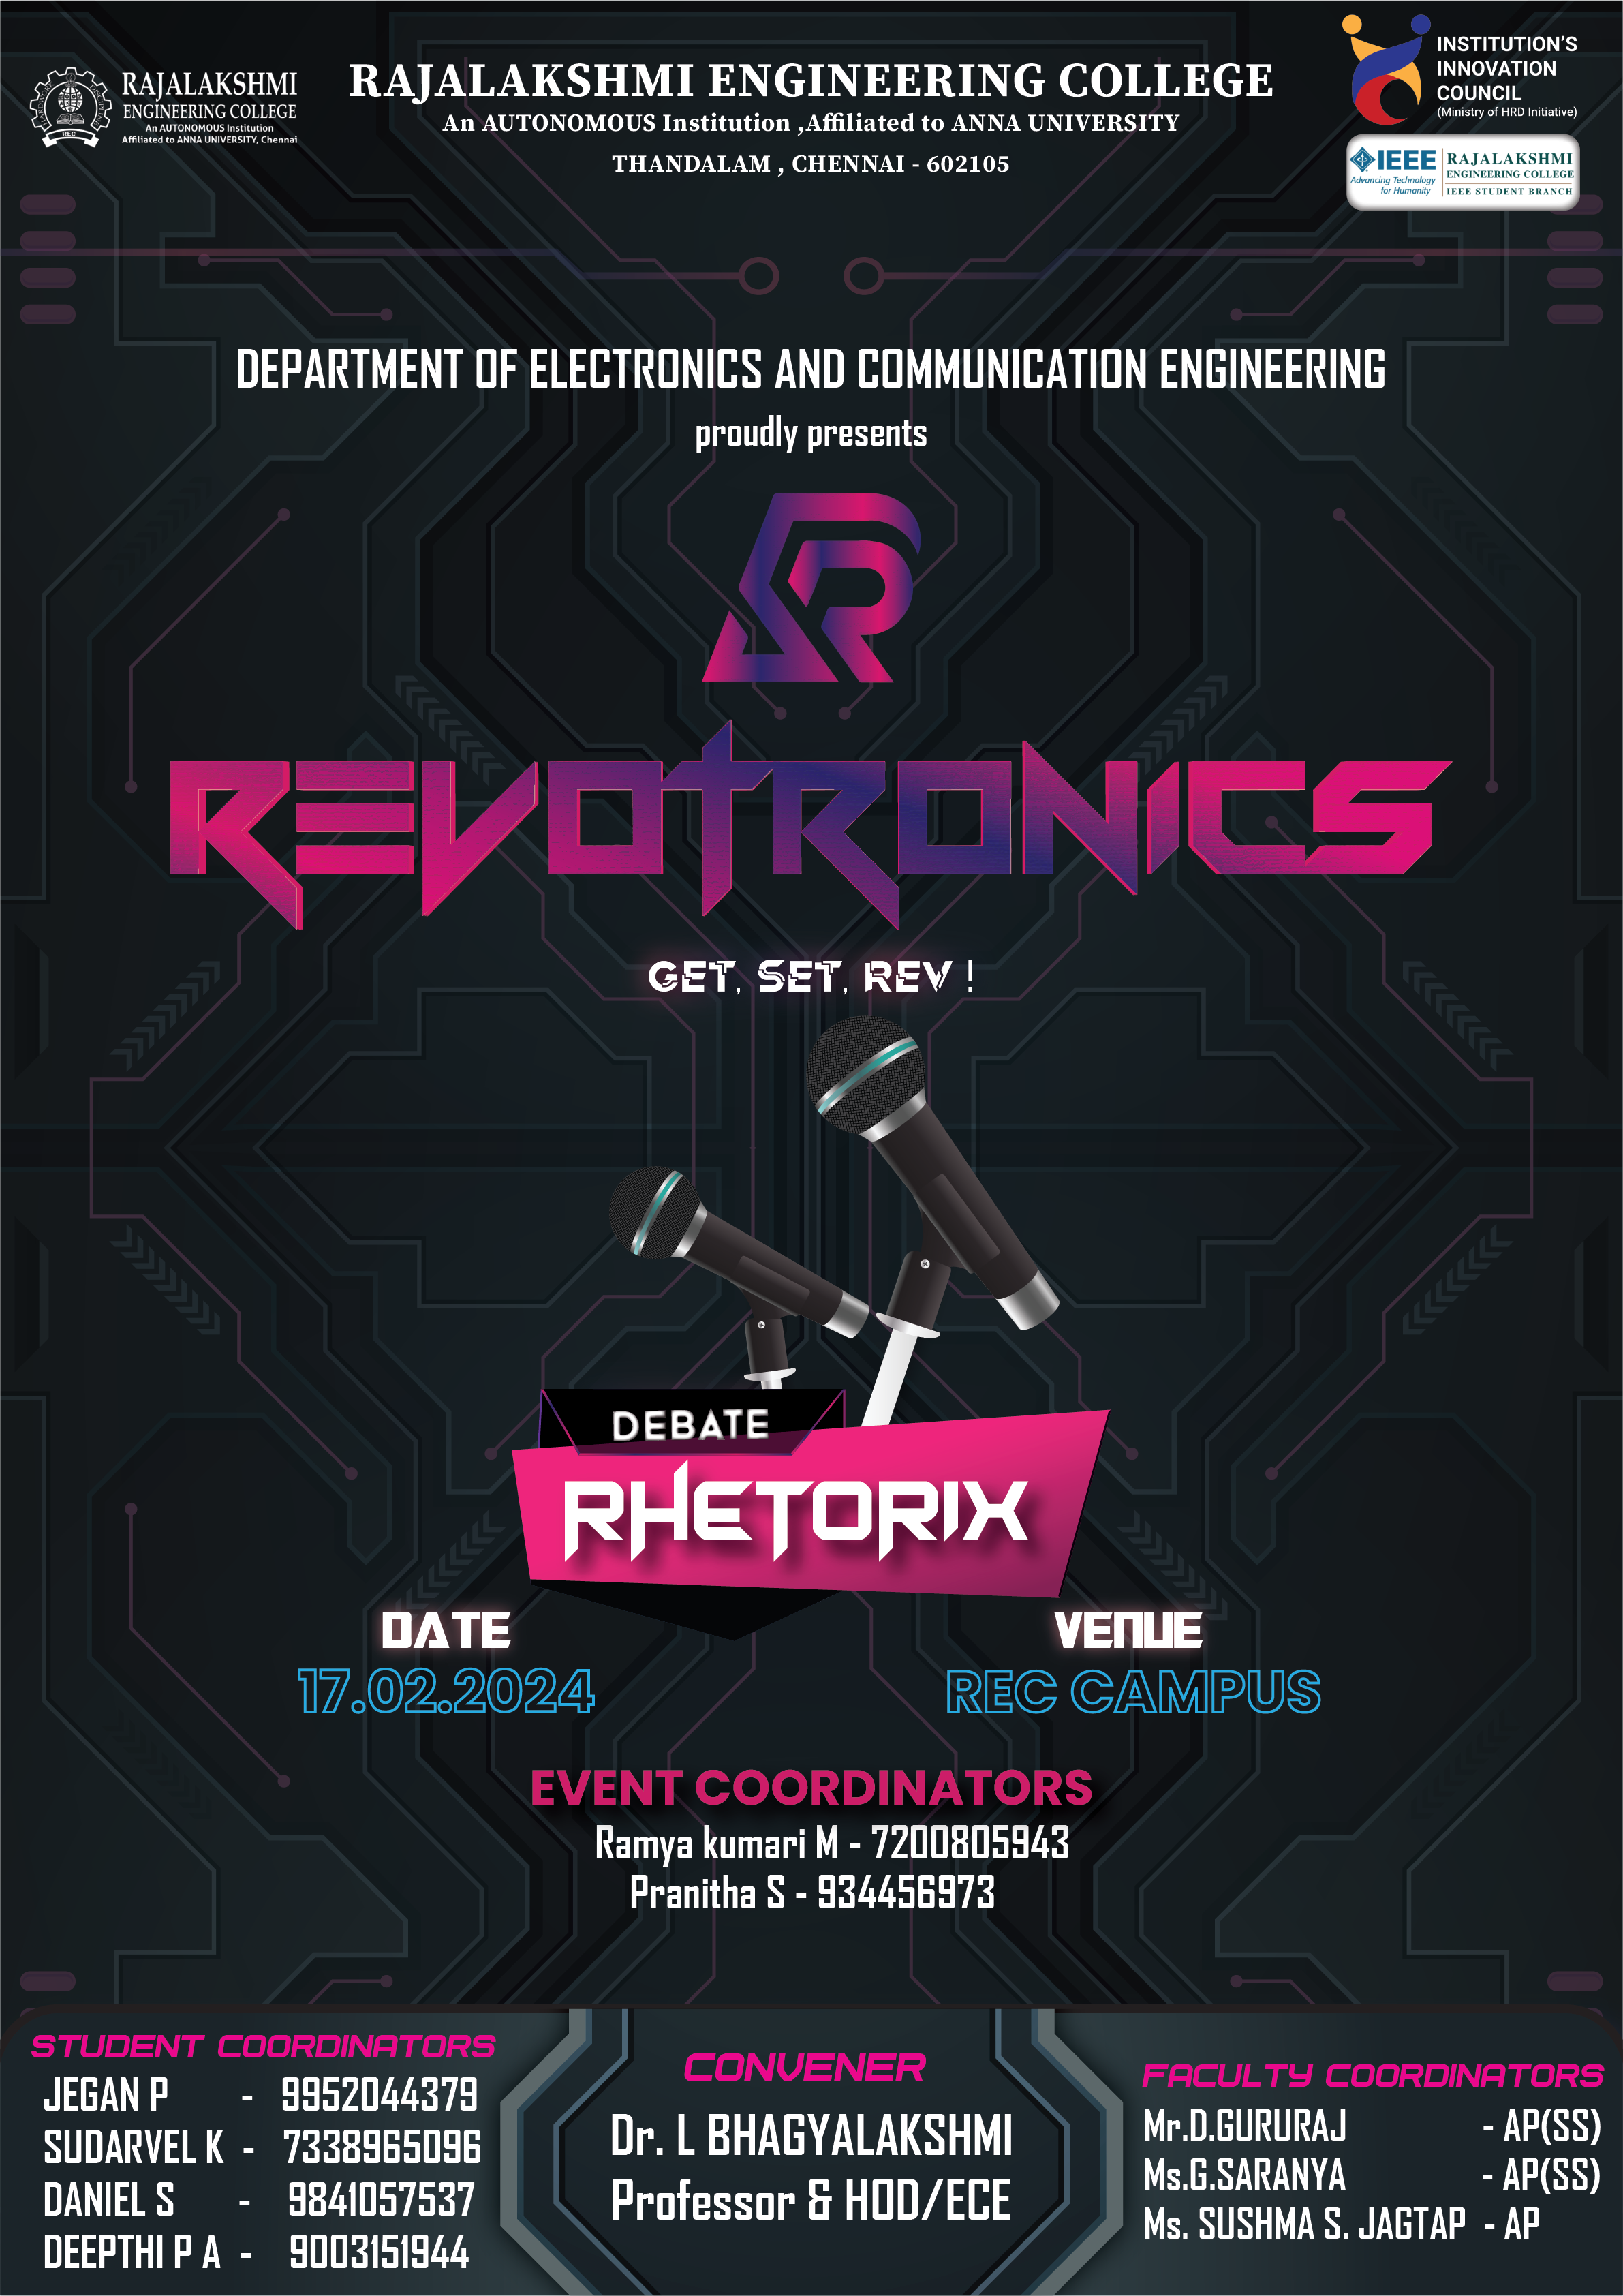 RAJALAKSHMI
ENGINEERING COLLEGE
An AUTONOMOUS Institution
Affiliated to ANNA UNIVERSITY, Chennai
REC
RAJALAKSHMI ENGINEERING COLLEGE
An AUTONOMOUS Institution ,Affiliated to ANNA UNIVERSITY
THANDALAM , CHENNAI - 602105
INSTITUTION'S
INNOVATION
COUNCIL
(Ministry of HRD Initiative)
IEEE
Advancing Technology
for Humanity
RAJALAKSHMI
ENGINEERING COLLEGE
IEEE STUDENT BRANCH
DEPARTMENT OF ELECTRONICS AND COMMUNICATION ENGINEERING
proudly presents
REVOTRONICS
GET, SET, REV !
DEBATE
RHETORIX
DATE
17.02.2024
VENUE
REC CAMPUS
EVENT COORDINATORS
Ramya kumari M - 7200805943
Pranitha S - 934456973
STUDENT COORDINATORS
JEGAN P - 9952044379
SUDARVEL K - 7338965096
DANIEL S - 9841057537
DEEPTHI P A - 9003151944
CONVENER
Dr. L BHAGYALAKSHMI
Professor & HOD/ECE
FACULTY COORDINATORS
Mr.D.GURURAJ - AP(SS)
Ms.G.SARANYA - AP(SS)
Ms. SUSHMA S. JAGTAP - AP